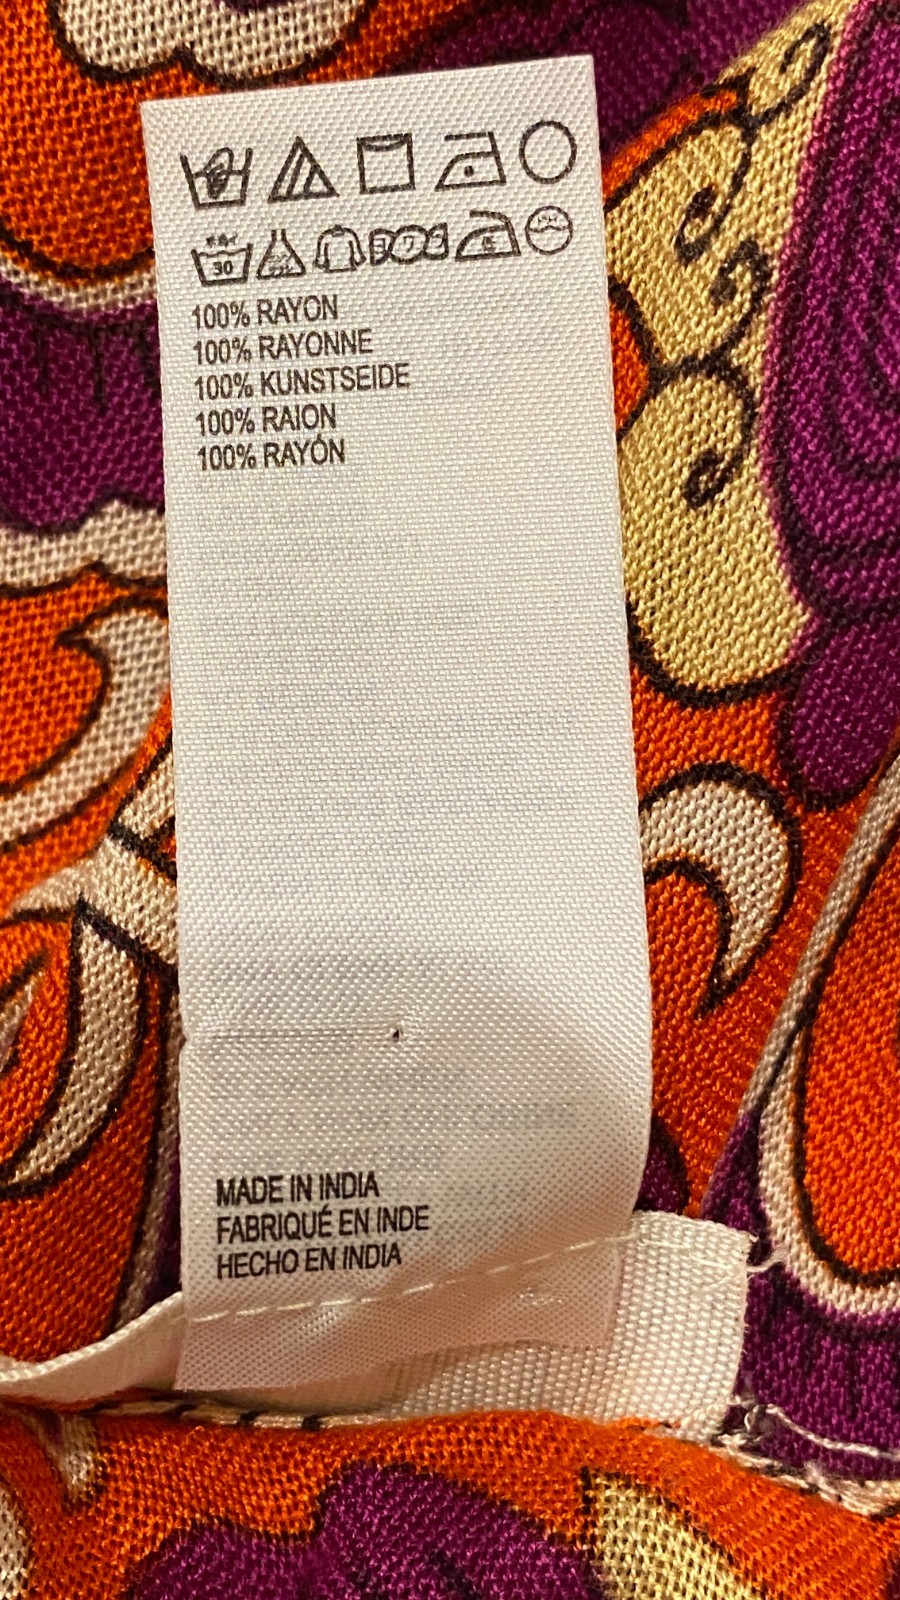 30
100% RAYON
100% RAYONNE
100% KUNSTSEIDE
100% RAION
100% RAYÓN
MADE IN INDIA
FABRIQUÉ EN INDE
HECHO EN INDIA